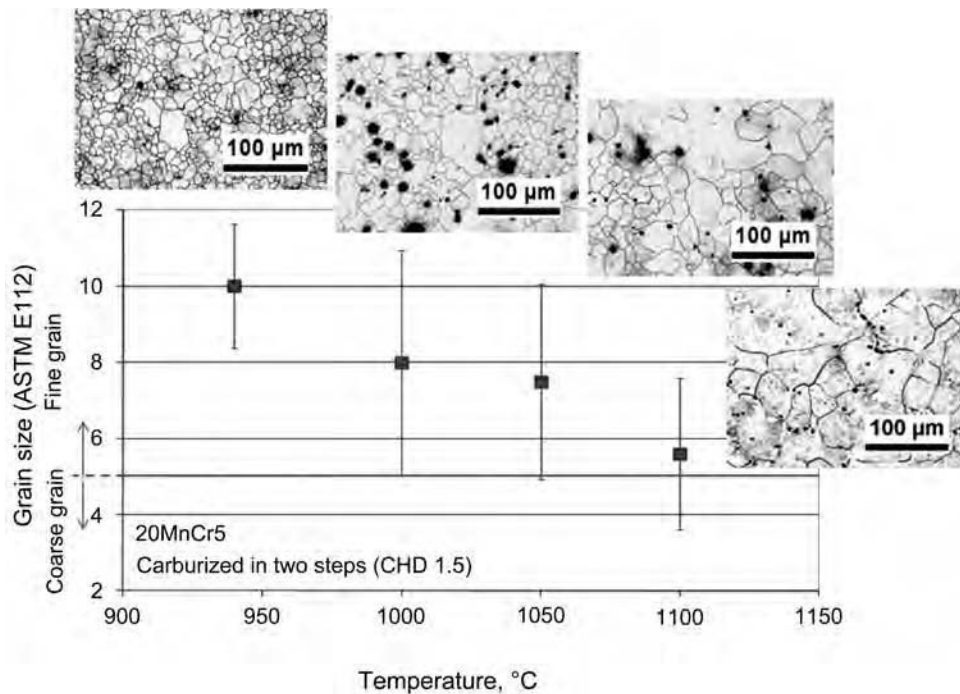 100 µm
100 µm
100 µm
100 µm
Grain size (ASTM E112)
Coarse grain Fine grain
12
10
8
6
4
2
20MnCr5
Carburized in two steps (CHD 1.5)
900 950 1000 1050 1100 1150
Temperature, °C